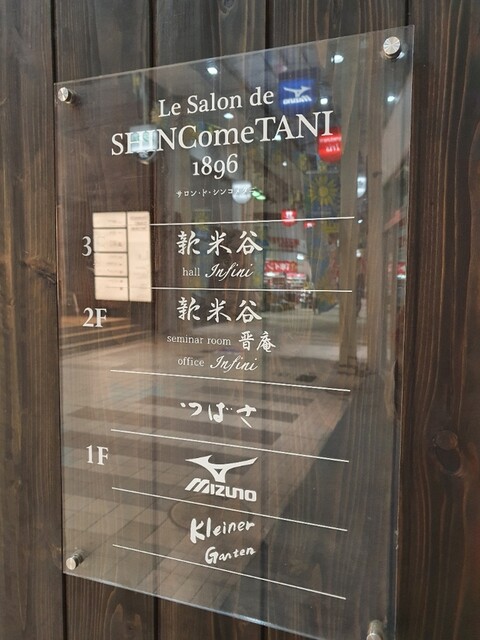 Le Salon de
SHINComeTANI
1896
サロン・ド・シンコメタニ
3
新米谷
hall Infini
2F
新米谷
seminar room 晋庵
office Infini
つばさ
1F
MIZUNO
Kleiner
Garten